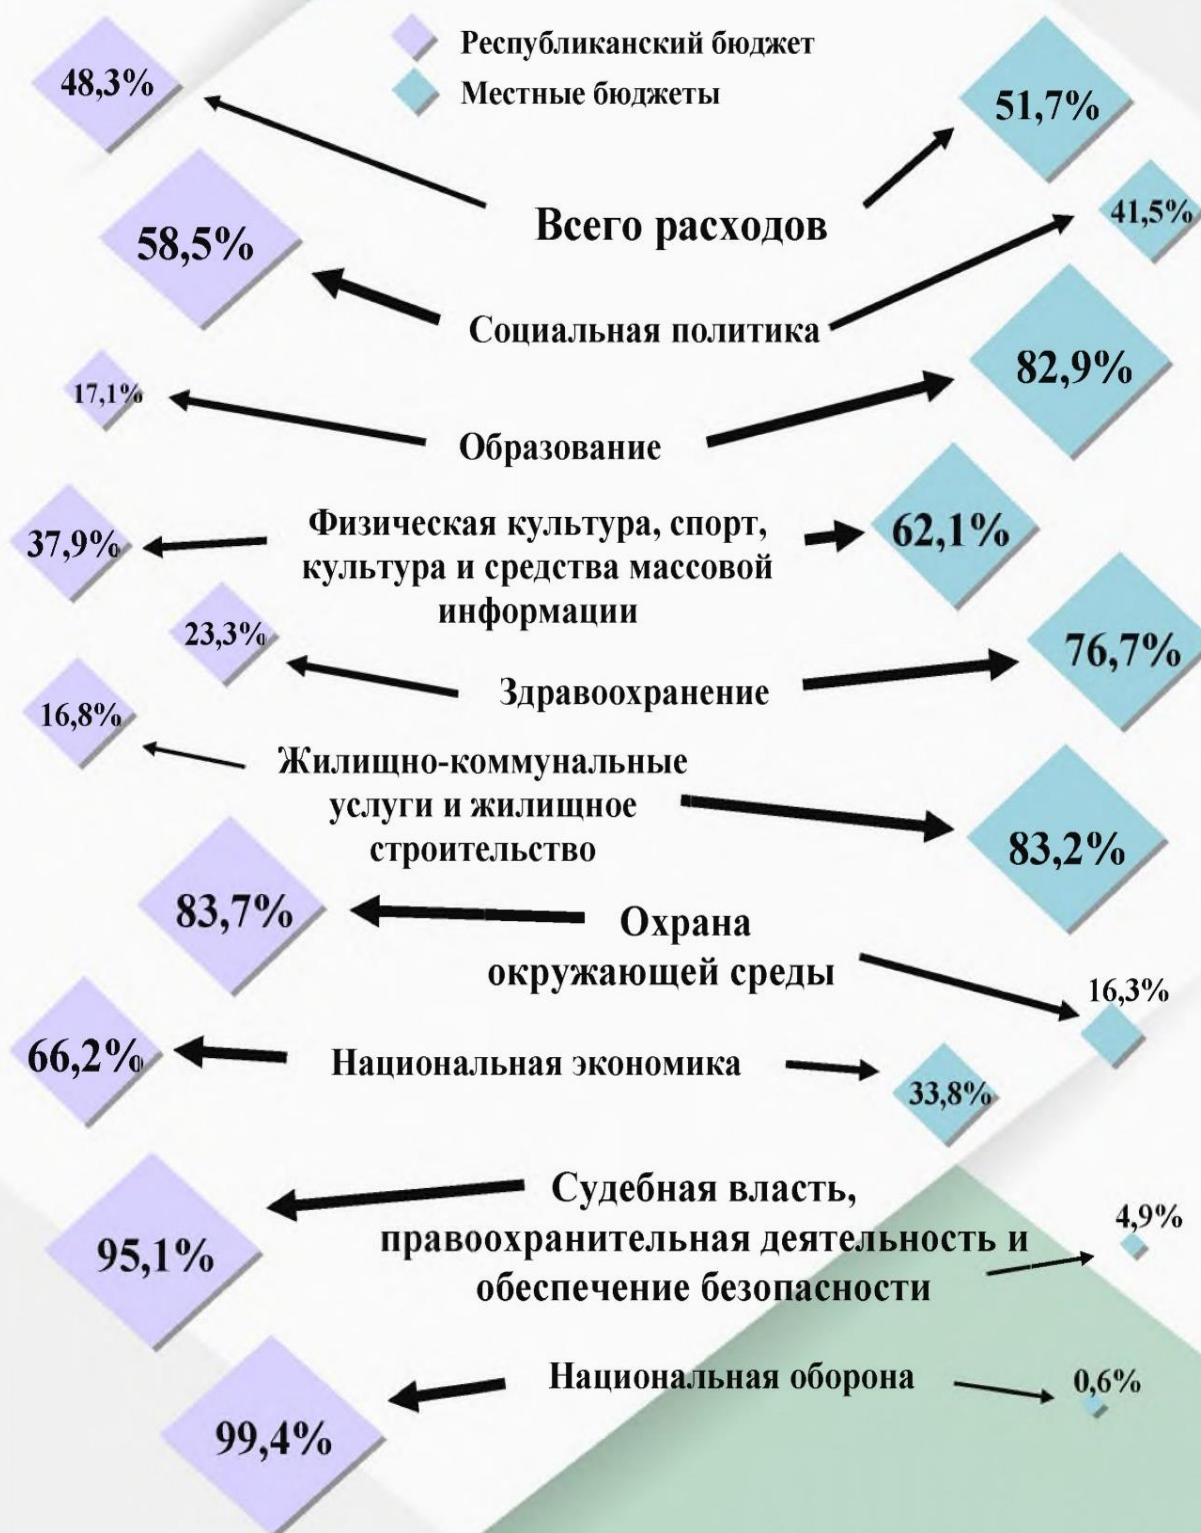 Республиканский бюджет
Местные бюджеты
48,3%
51,7%
Всего расходов
58,5%
41,5%
Социальная политика
17,1%
82,9%
Образование
37,9%
62,1%
Физическая культура, спорт,
культура и средства массовой
информации
23,3%
76,7%
Здравоохранение
16,8%
83,2%
Жилищно-коммунальные
услуги и жилищное
строительство
83,7%
16,3%
Охрана
окружающей среды
66,2%
33,8%
Национальная экономика
95,1%
4,9%
Судебная власть,
правоохранительная деятельность и
обеспечение безопасности
99,4%
0,6%
Национальная оборона